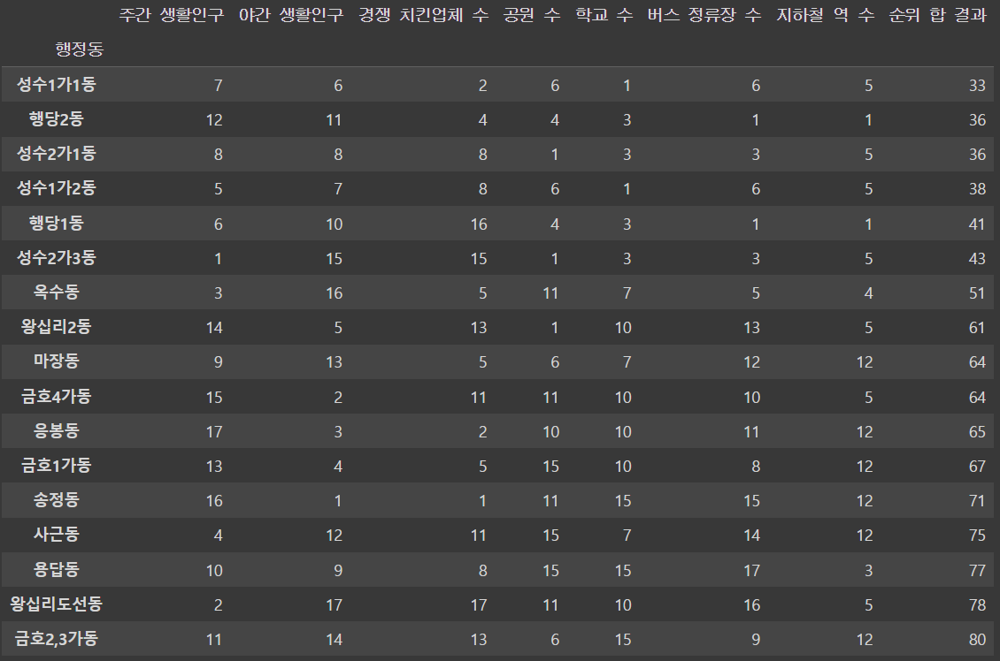 주간 생활인구 야간 생활인구 경쟁 치킨업체 수 공원 수 학교 수 버스 정류장 수 지하철 역 수 순위 합 결과
행정동
성수1가1동 7 6 2 6 1 6 5 33
행당2동 12 11 4 4 3 1 1 36
성수2가1동 8 8 8 1 3 3 5 36
성수1가2동 5 7 8 6 1 6 5 38
행당1동 6 10 16 4 3 1 1 41
성수2가3동 1 15 15 1 3 3 5 43
옥수동 3 16 5 11 7 5 4 51
왕십리2동 14 5 13 1 10 13 5 61
마장동 9 13 5 6 7 12 12 64
금호4가동 15 2 11 11 10 10 5 64
응봉동 17 3 2 10 10 11 12 65
금호1가동 13 4 5 15 10 8 12 67
송정동 16 1 1 11 15 15 12 71
사근동 4 12 11 15 7 14 12 75
용답동 10 9 8 15 15 17 3 77
왕십리도선동 2 17 17 11 10 16 5 78
금호2,3가동 11 14 13 6 15 9 12 80